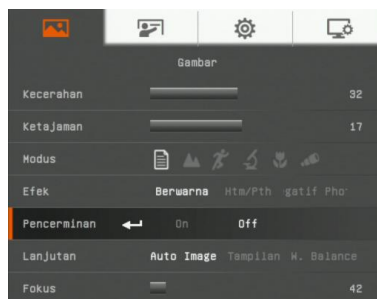 Gambar
Kecerahan 32
Ketajaman 17
Modus
Efek Berwarna Htm/Pth gatif Pho
Pencerminan On Off
Lanjutan Auto Image Tampilan W. Balance
Fokus 42